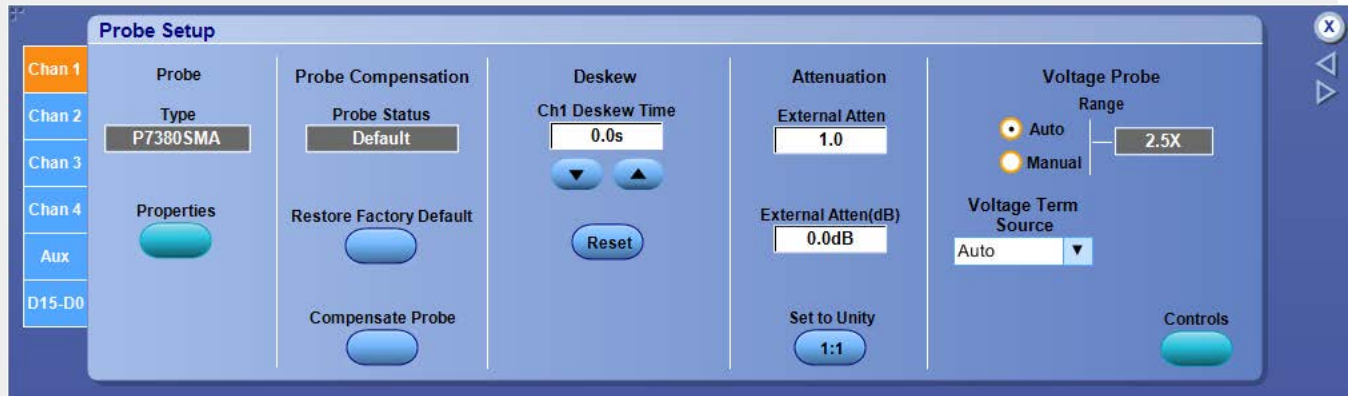 Probe Setup
X
Chan 1
Chan 2
Chan 3
Chan 4
Aux
D15-D0
Probe
Type
P7380SMA
Properties
Probe Compensation
Probe Status
Default
Restore Factory Default
Compensate Probe
Deskew
Ch1 Deskew Time
0.0s
Reset
Attenuation
External Atten
1.0
External Atten(dB)
0.0dB
Set to Unity
1:1
Voltage Probe
Range
Auto
Manual
2.5X
Voltage Term
Source
Auto
Controls